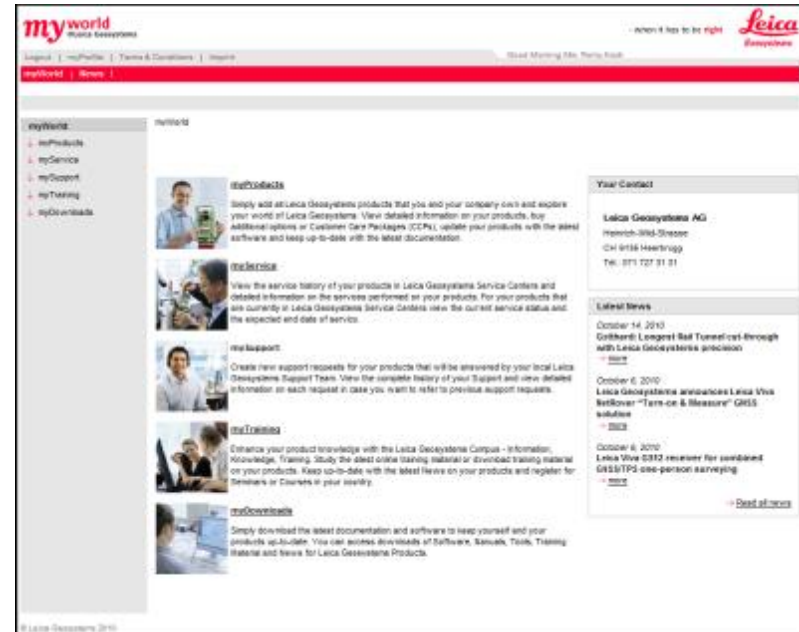 myworld
@Leica Geosystems
- when it has to be right
Leica
Geosystems
Logout | myProfile | Terms & Conditions | Imprint
Good Morning Mr.
myWorld | News |
myWorld
myProducts
myService
mySupport
myTraining
myDownloads
myWorld
myProducts
Simply add all Leica Geosystems products that you and your company own and explore
your world of Leica Geosystems. View detailed information on your products, buy
additional options or Customer Care Packages (CCPs), update your products with the latest
software and keep up-to-date with the latest documentation.
myService
View the service history of your products in Leica Geosystems Service Centers and
detailed information on the services performed on your products. For your products that
are currently in Leica Geosystems Service Centers view the current service status and
the expected end date of service.
mySupport
Create new support requests for your products that will be answered by your local Leica
Geosystems Support Team. View the complete history of your Support and view detailed
information on each request in case you want to refer to previous support requests.
myTraining
Enhance your product knowledge with the Leica Geosystems Campus - Information,
Knowledge, Training. Study the latest online training material or download training material
on your products. Keep up-to-date with the latest News on your products and register for
Seminars or Courses in your country.
myDownloads
Simply download the latest documentation and software to keep yourself and your
products up-to-date. You can access downloads of Software, Manuals, Tools, Training
Material and News for Leica Geosystems Products.
Your Contact
Leica Geosystems AG
Heinrich-Wild-Strasse
CH 9435 Heerbrugg
Tel.: 071 727 31 31
Latest News
October 14, 2010
Gotthard: Longest Rail Tunnel cut-through
with Leica Geosystems precision
→ more
October 6, 2010
Leica Geosystems announces Leica Viva
NetRover "Turn-on & Measure" GNSS
solution
→ more
October 6, 2010
Leica Viva GS12 receiver for combined
GNSS/TPS one-person surveying
→ more
→ Read all news
© Leica Geosystems 2010